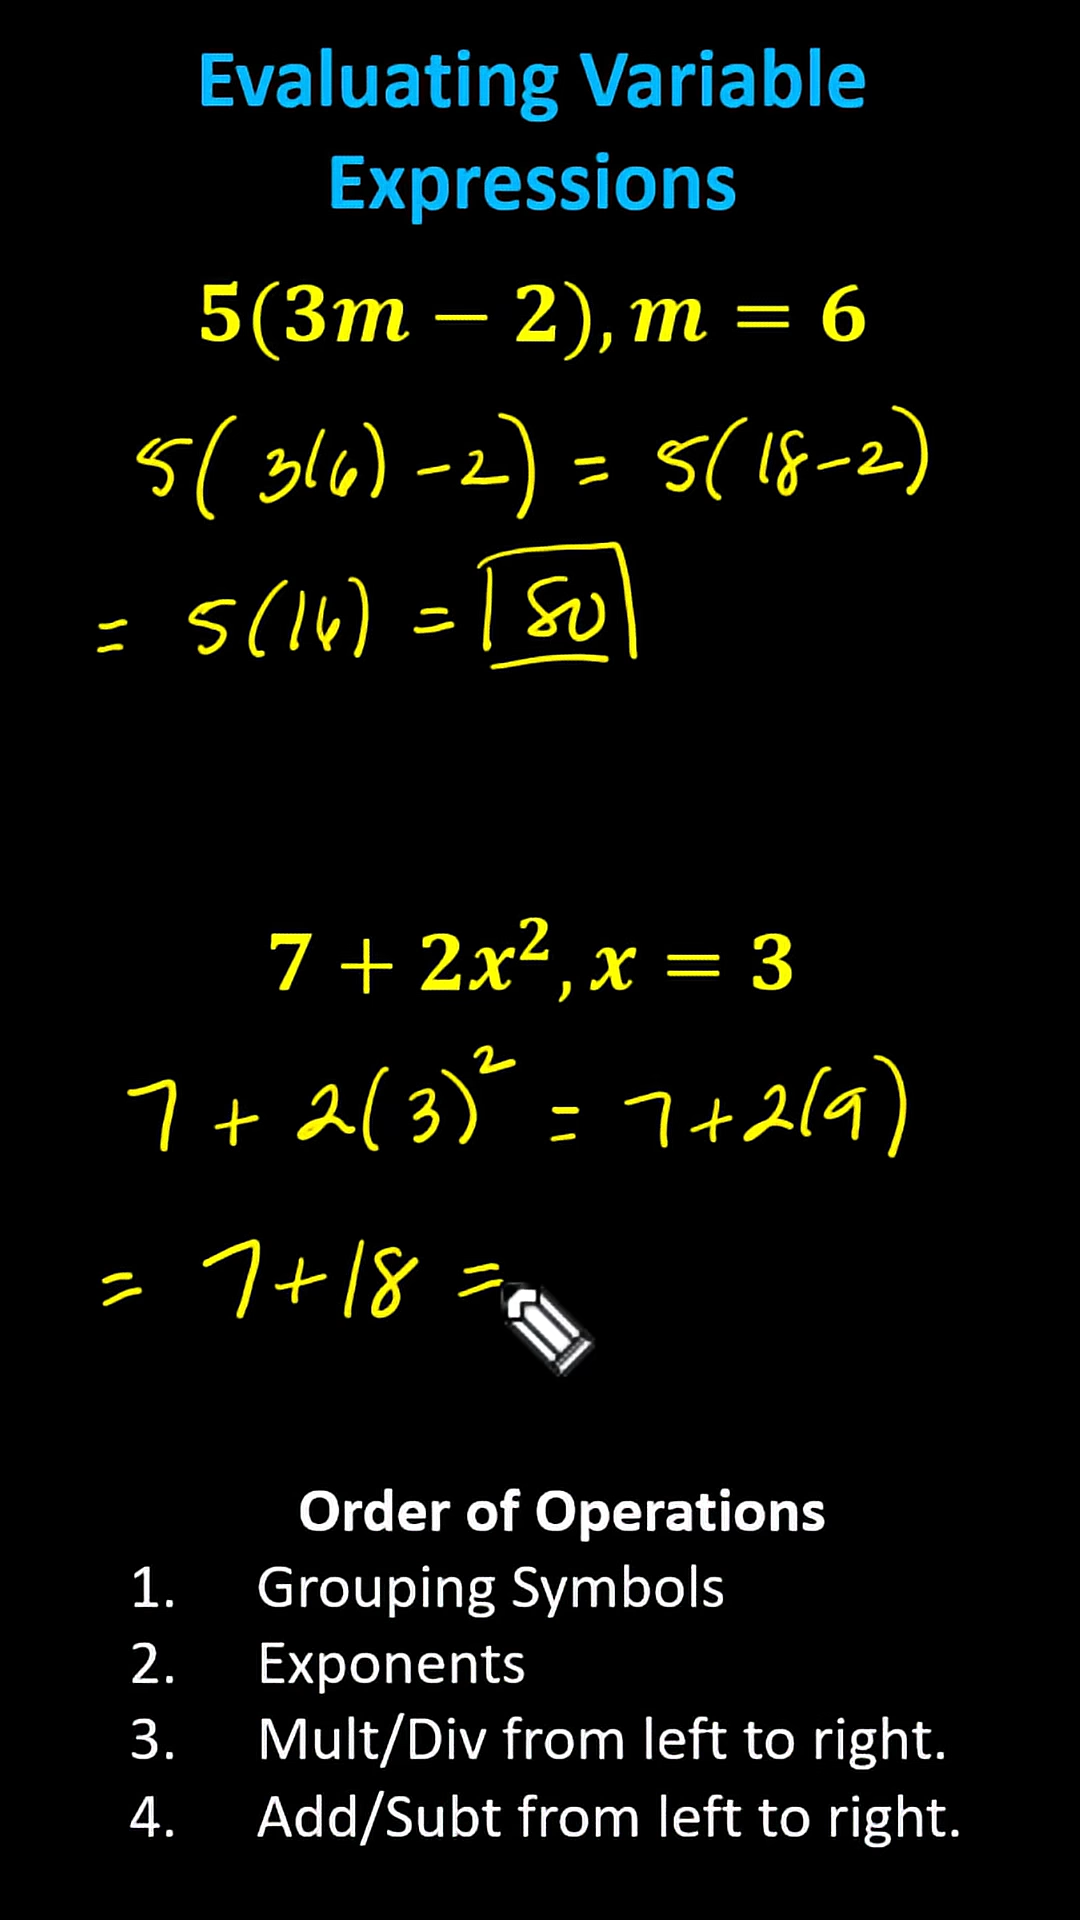 Evaluating Variable
Expressions
5(3m − 2), m = 6
5(3(6) - 2) = 5(18-2)
= 5(16) = 80
7 + 2x², x = 3
7 + 2(3)² = 7+2(9)
= 7+18 =
Order of Operations
1. Grouping Symbols
2. Exponents
3. Mult/Div from left to right.
4. Add/Subt from left to right.